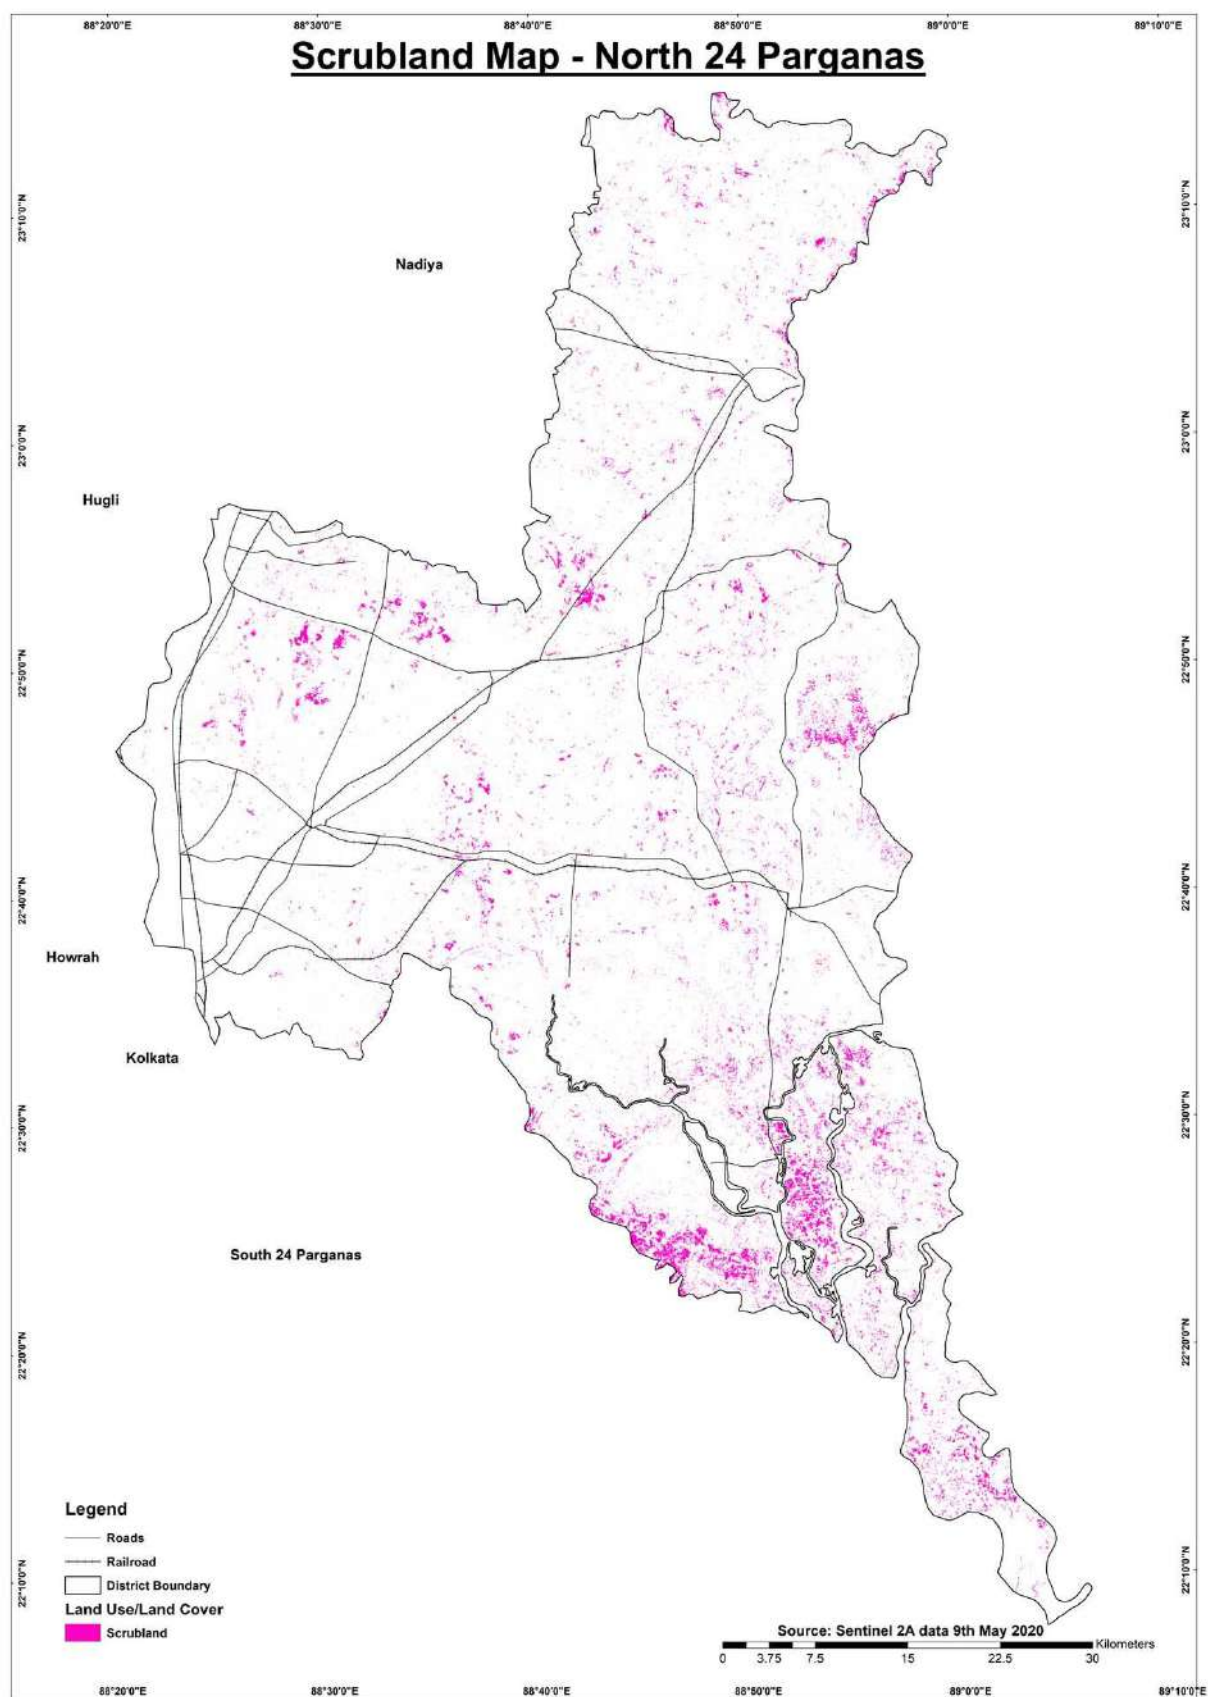 88°20'0"E 88°30'0"E 88°40'0"E 88°50'0"E 89°0'0"E 89°10'0"E
Scrubland Map - North 24 Parganas
23°10'0"N 23°10'0"N
Nadiya
23°0'0"N 23°0'0"N
Hugli
22°50'0"N 22°50'0"N
22°40'0"N 22°40'0"N
Howrah
Kolkata
22°30'0"N 22°30'0"N
South 24 Parganas
22°20'0"N 22°20'0"N
Legend
Roads
Railroad
22°10'0"N 22°10'0"N
District Boundary
Land Use/Land Cover
Scrubland
Source: Sentinel 2A data 9th May 2020
Kilometers
0 3.75 7.5 15 22.5 30
88°20'0"E 88°30'0"E 88°40'0"E 88°50'0"E 89°0'0"E 89°10'0"E